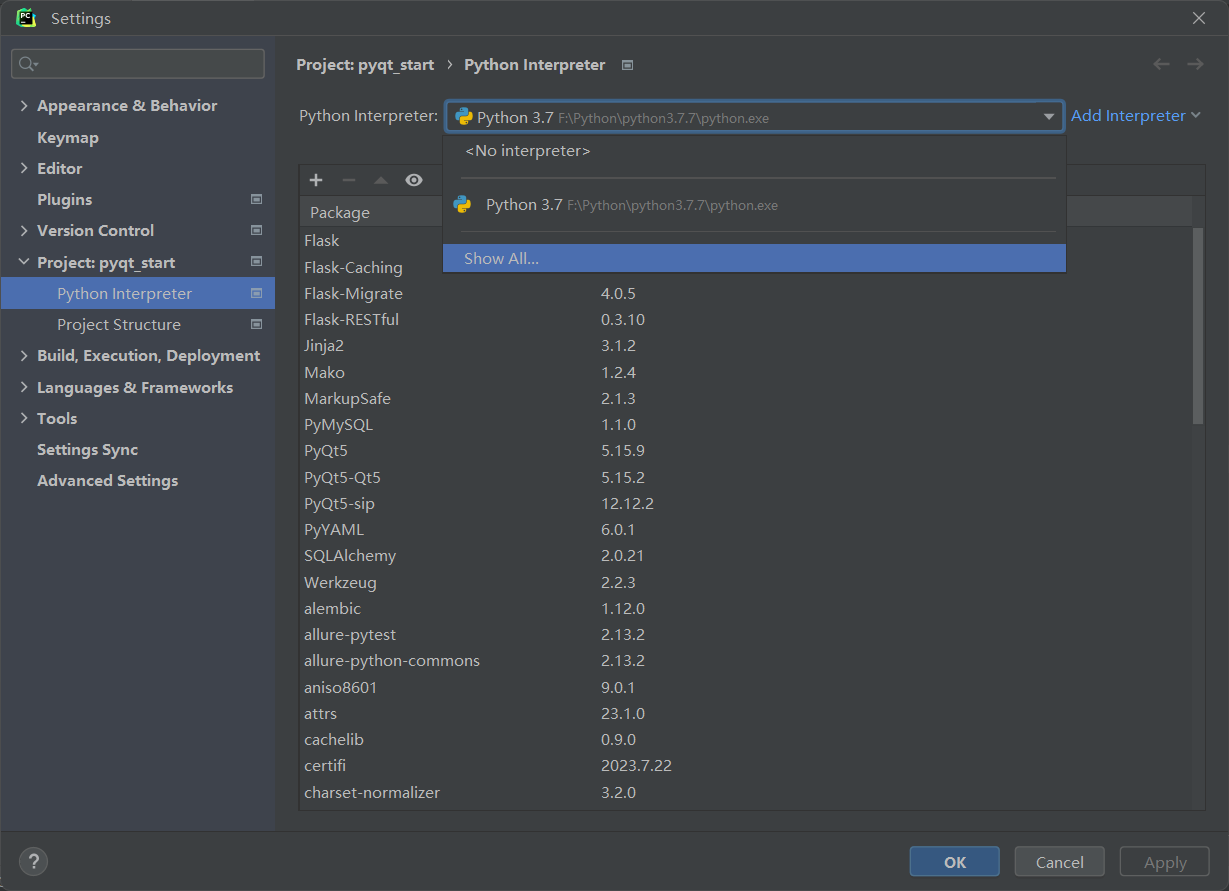 PC Settings
Project: pyqt_start › Python Interpreter
Appearance & Behavior
Keymap
Editor
Plugins
Version Control
Project: pyqt_start
Python Interpreter
Project Structure
Build, Execution, Deployment
Languages & Frameworks
Tools
Settings Sync
Advanced Settings
Python Interpreter: Python 3.7 F:\Python\python3.7.7\python.exe Add Interpreter
<No interpreter>
Python 3.7 F:\Python\python3.7.7\python.exe
Show All...
Package
Flask
Flask-Caching
Flask-Migrate 4.0.5
Flask-RESTful 0.3.10
Jinja2 3.1.2
Mako 1.2.4
MarkupSafe 2.1.3
PyMySQL 1.1.0
PyQt5 5.15.9
PyQt5-Qt5 5.15.2
PyQt5-sip 12.12.2
PyYAML 6.0.1
SQLAlchemy 2.0.21
Werkzeug 2.2.3
alembic 1.12.0
allure-pytest 2.13.2
allure-python-commons 2.13.2
aniso8601 9.0.1
attrs 23.1.0
cachelib 0.9.0
certifi 2023.7.22
charset-normalizer 3.2.0
? OK Cancel Apply